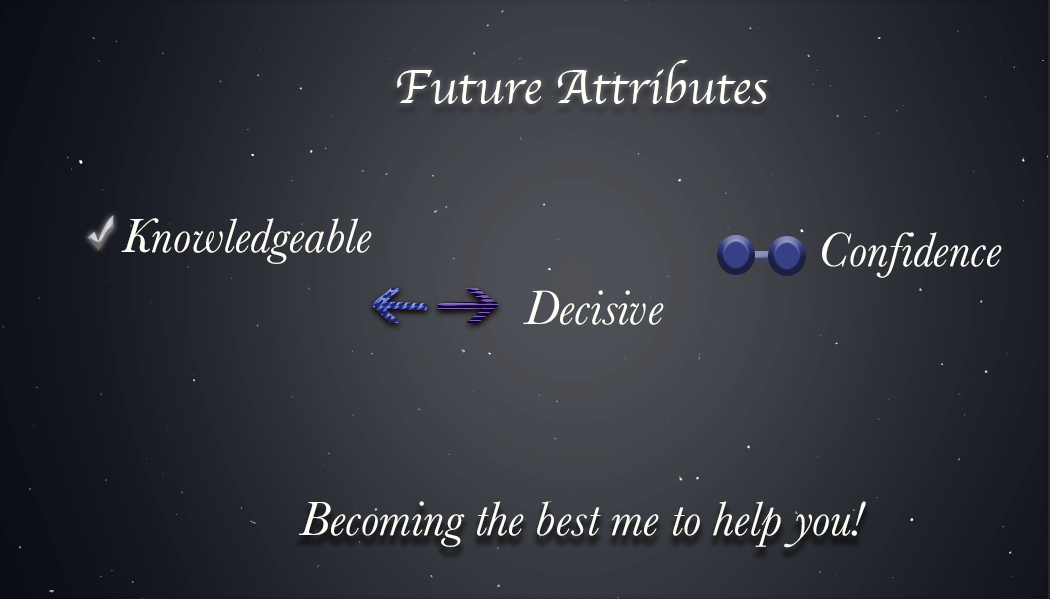 Future Attributes
Knowledgeable
Decisive
Confidence
Becoming the best me to help you!